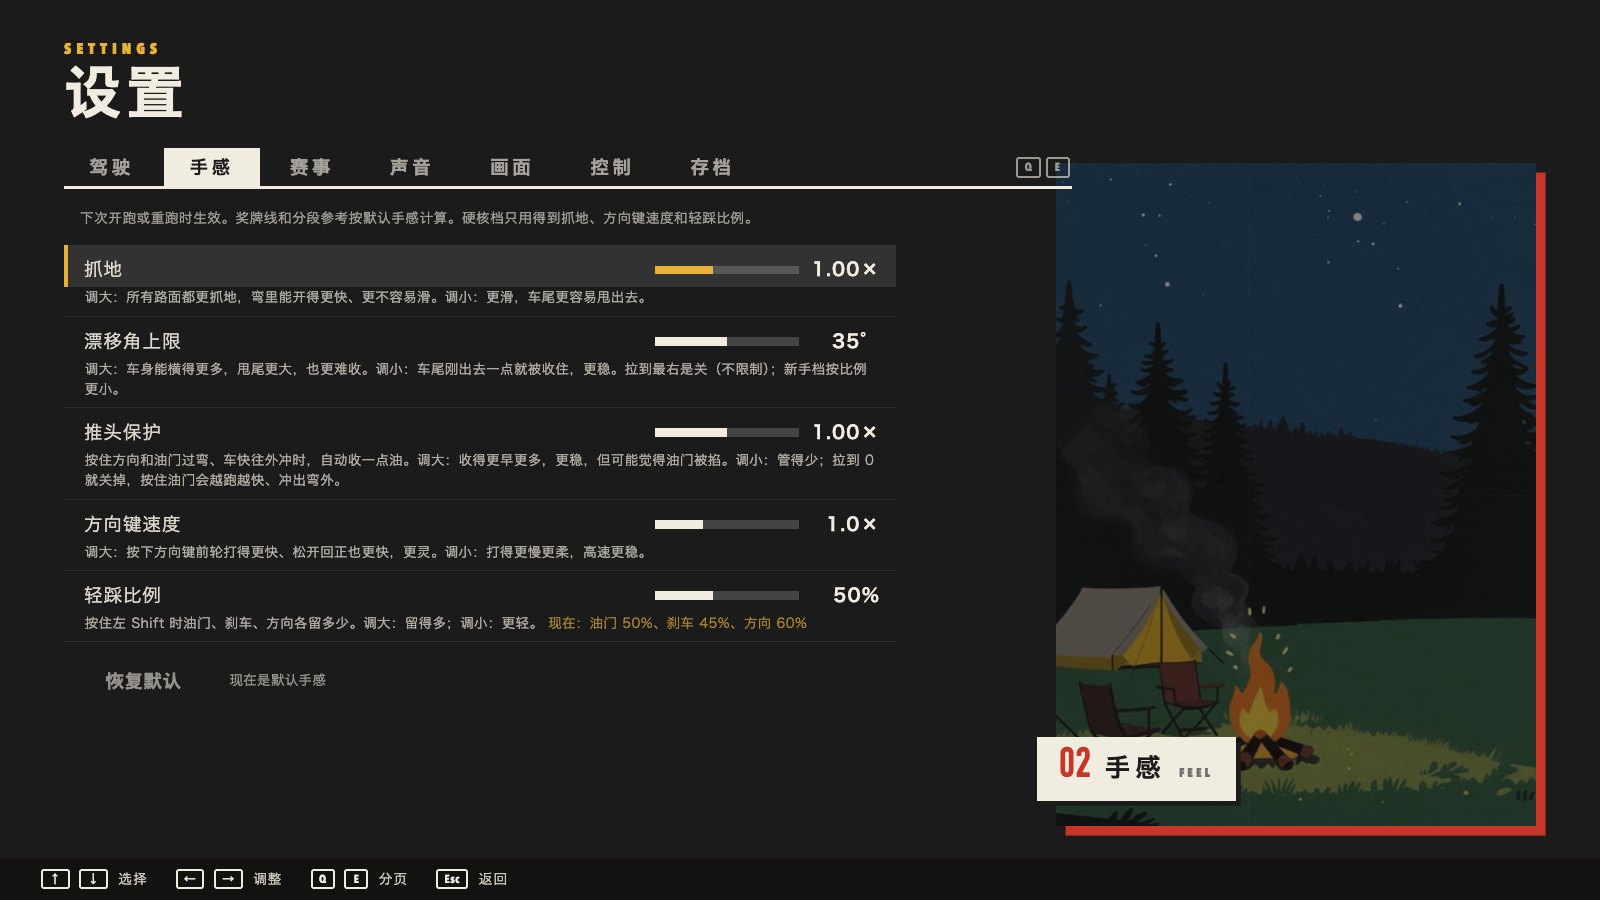 SETTINGS
设置
驾驶 手感 赛事 声音 画面 控制 存档 Q E
下次开跑或重跑时生效。奖牌线和分段参考按默认手感计算。硬核档只用得到抓地、方向键速度和轻踩比例。
抓地 1.00×
调大：所有路面都更抓地，弯里能开得更快、更不容易滑。调小：更滑，车尾更容易甩出去。
漂移角上限 35°
调大：车身能横得更多，甩尾更大，也更难收。调小：车尾刚出去一点就被收住，更稳。拉到最右是关（不限制）；新手档按比例
更小。
推头保护 1.00×
按住方向和油门过弯、车快往外冲时，自动收一点油。调大：收得更早更多，更稳，但可能觉得油门被掐。调小：管得少；拉到 0
就关掉，按住油门会越跑越快、冲出弯外。
方向键速度 1.0×
调大：按下方向键前轮打得更快、松开回正也更快，更灵。调小：打得更慢更柔，高速更稳。
轻踩比例 50%
按住左 Shift 时油门、刹车、方向各留多少。调大：留得多；调小：更轻。 现在：油门 50%、刹车 45%、方向 60%
恢复默认 现在是默认手感
02 手感 FEEL
↑ ↓ 选择 ← → 调整 Q E 分页 Esc 返回